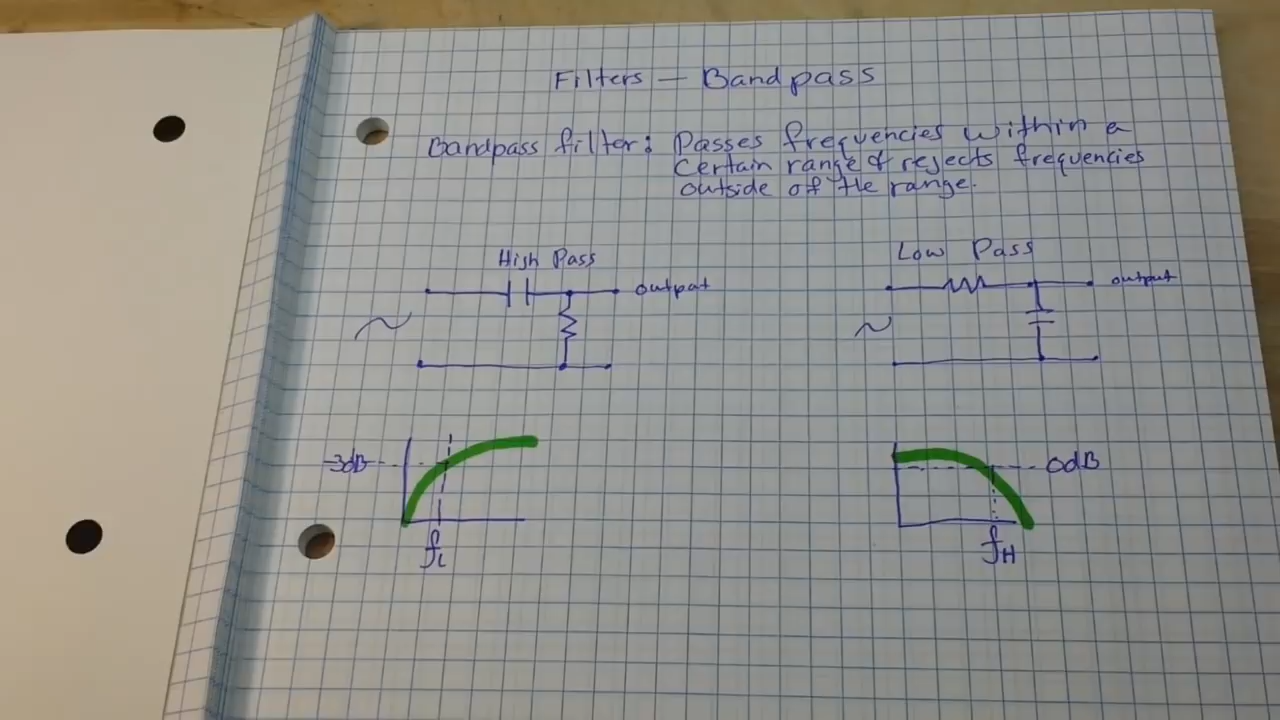 Filters — Bandpass
Bandpass filter: Passes frequencies within a
certain range & rejects frequencies
outside of the range.
High Pass
output
Low Pass
output
-3dB
fL
0dB
fH